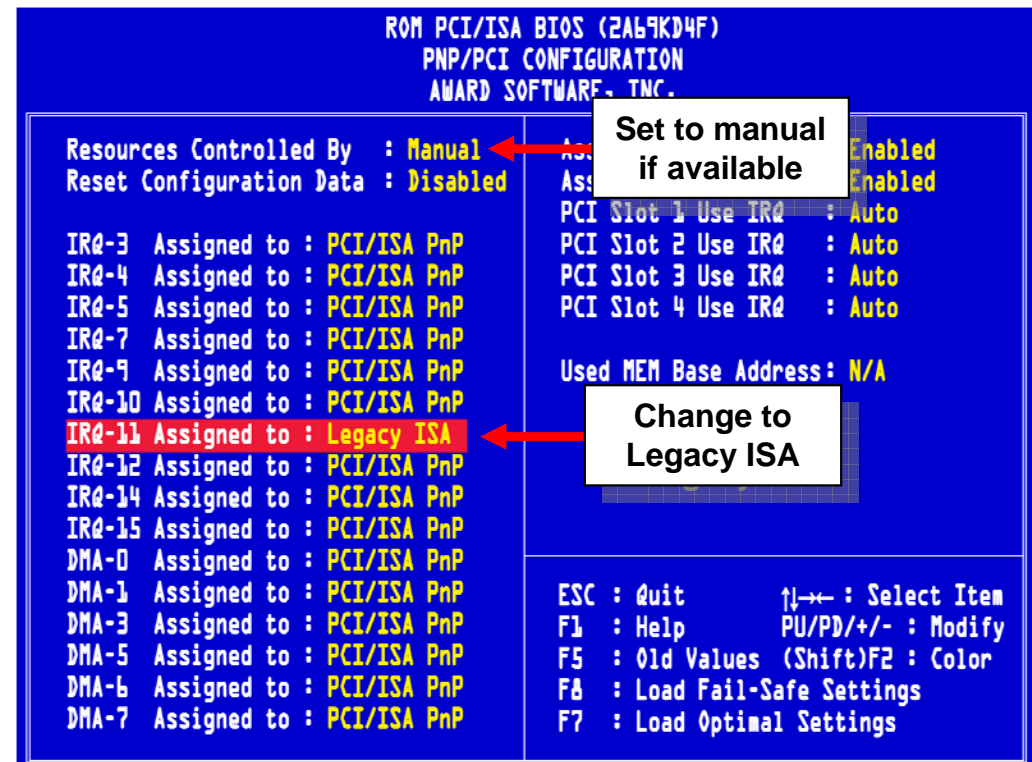 ROM PCI/ISA BIOS (2A69KD4F)
PNP/PCI CONFIGURATION
AWARD SOFTWARE, INC.
Resources Controlled By : Manual
Reset Configuration Data : Disabled
IRQ-3 Assigned to : PCI/ISA PnP
IRQ-4 Assigned to : PCI/ISA PnP
IRQ-5 Assigned to : PCI/ISA PnP
IRQ-7 Assigned to : PCI/ISA PnP
IRQ-9 Assigned to : PCI/ISA PnP
IRQ-10 Assigned to : PCI/ISA PnP
IRQ-11 Assigned to : Legacy ISA
IRQ-12 Assigned to : PCI/ISA PnP
IRQ-14 Assigned to : PCI/ISA PnP
IRQ-15 Assigned to : PCI/ISA PnP
DMA-0 Assigned to : PCI/ISA PnP
DMA-1 Assigned to : PCI/ISA PnP
DMA-3 Assigned to : PCI/ISA PnP
DMA-5 Assigned to : PCI/ISA PnP
DMA-6 Assigned to : PCI/ISA PnP
DMA-7 Assigned to : PCI/ISA PnP
Set to manual
if available
Enabled
Enabled
PCI Slot 1 Use IRQ : Auto
PCI Slot 2 Use IRQ : Auto
PCI Slot 3 Use IRQ : Auto
PCI Slot 4 Use IRQ : Auto
Used MEM Base Address : N/A
Change to
Legacy ISA
ESC : Quit ↑↓→← : Select Item
F1 : Help PU/PD/+/- : Modify
F5 : Old Values (Shift)F2 : Color
F8 : Load Fail-Safe Settings
F7 : Load Optimal Settings